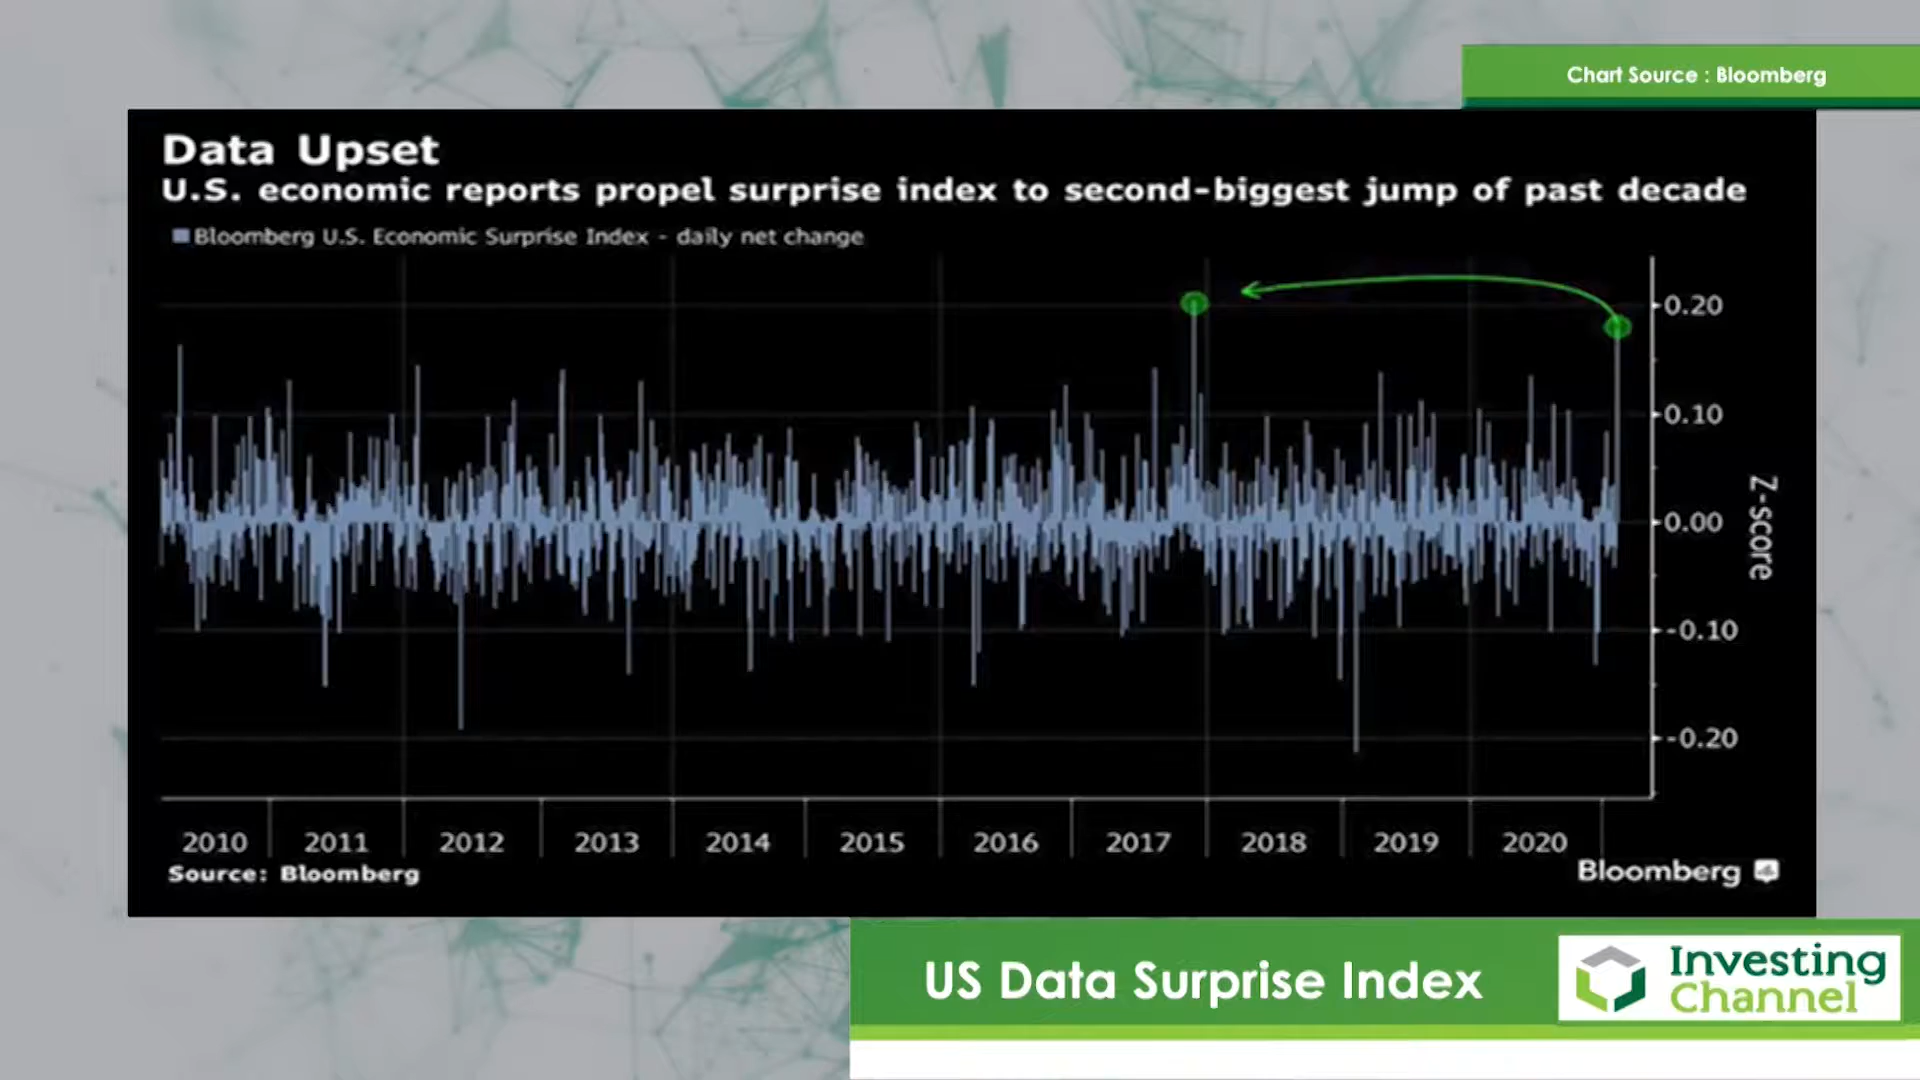 Chart Source : Bloomberg
Data Upset
U.S. economic reports propel surprise index to second-biggest jump of past decade
Bloomberg U.S. Economic Surprise Index - daily net change
0.20
0.10
0.00
-0.10
-0.20
Z-score
2010 2011 2012 2013 2014 2015 2016 2017 2018 2019 2020
Source: Bloomberg
Bloomberg
US Data Surprise Index
Investing
Channel